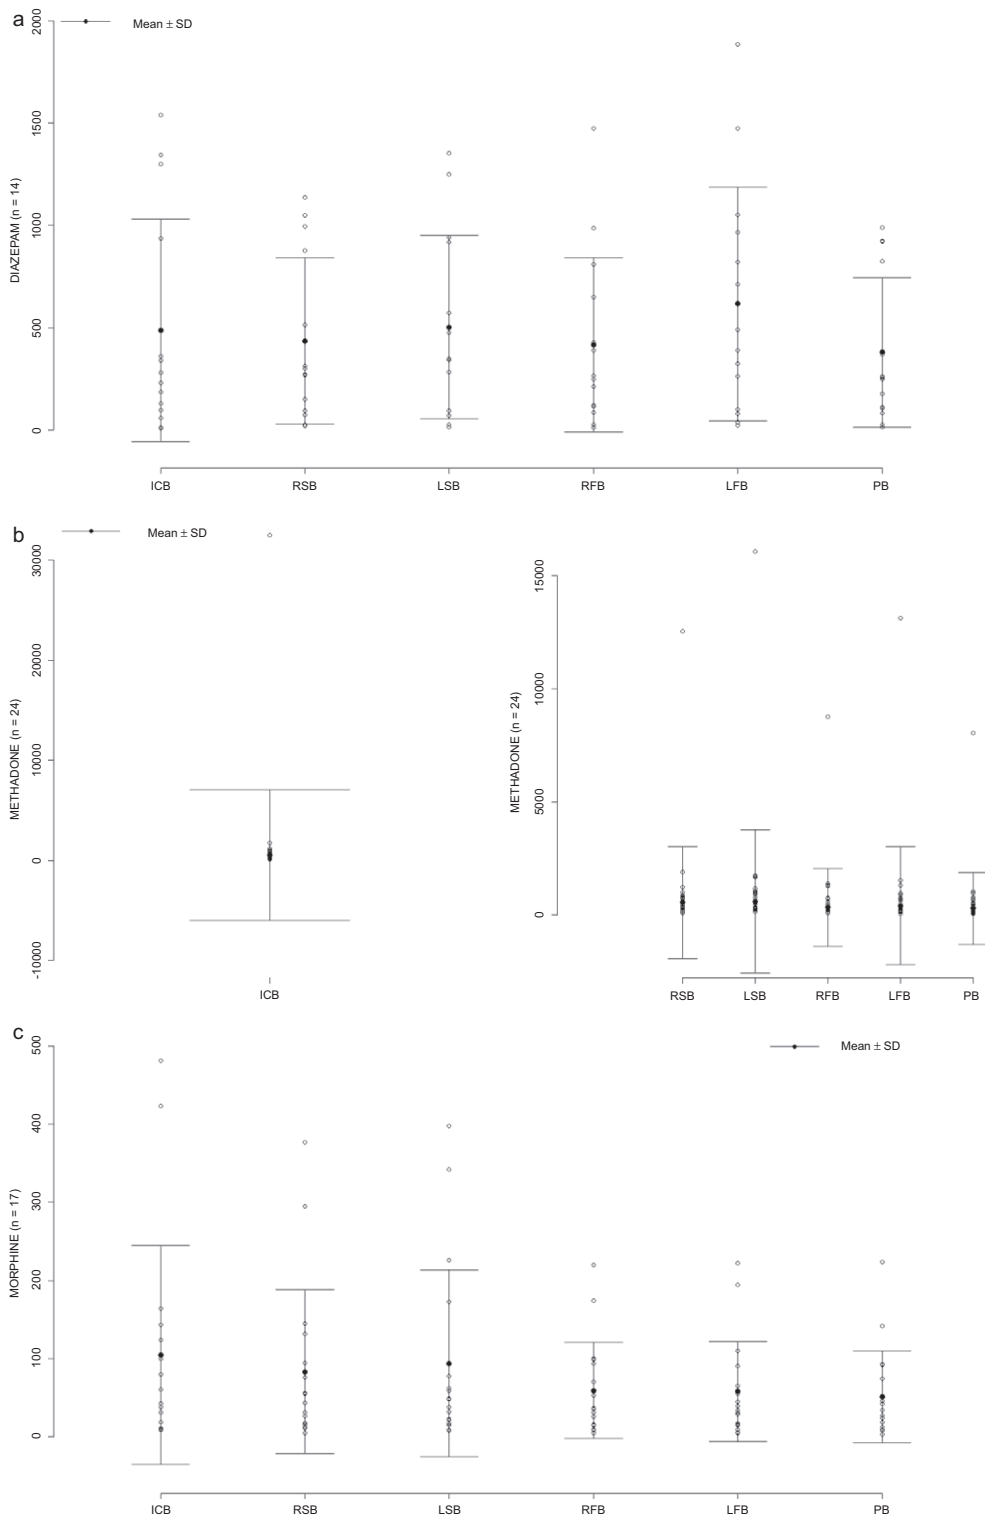 a
Mean ± SD
2000
1500
1000
500
0
DIAZEPAM (n = 14)
ICB RSB LSB RFB LFB PB
b
Mean ± SD
30000
20000
10000
0
-10000
METHADONE (n = 24)
ICB
15000
10000
5000
0
METHADONE (n = 24)
RSB LSB RFB LFB PB
c
Mean ± SD
500
400
300
200
100
0
MORPHINE (n = 17)
ICB RSB LSB RFB LFB PB